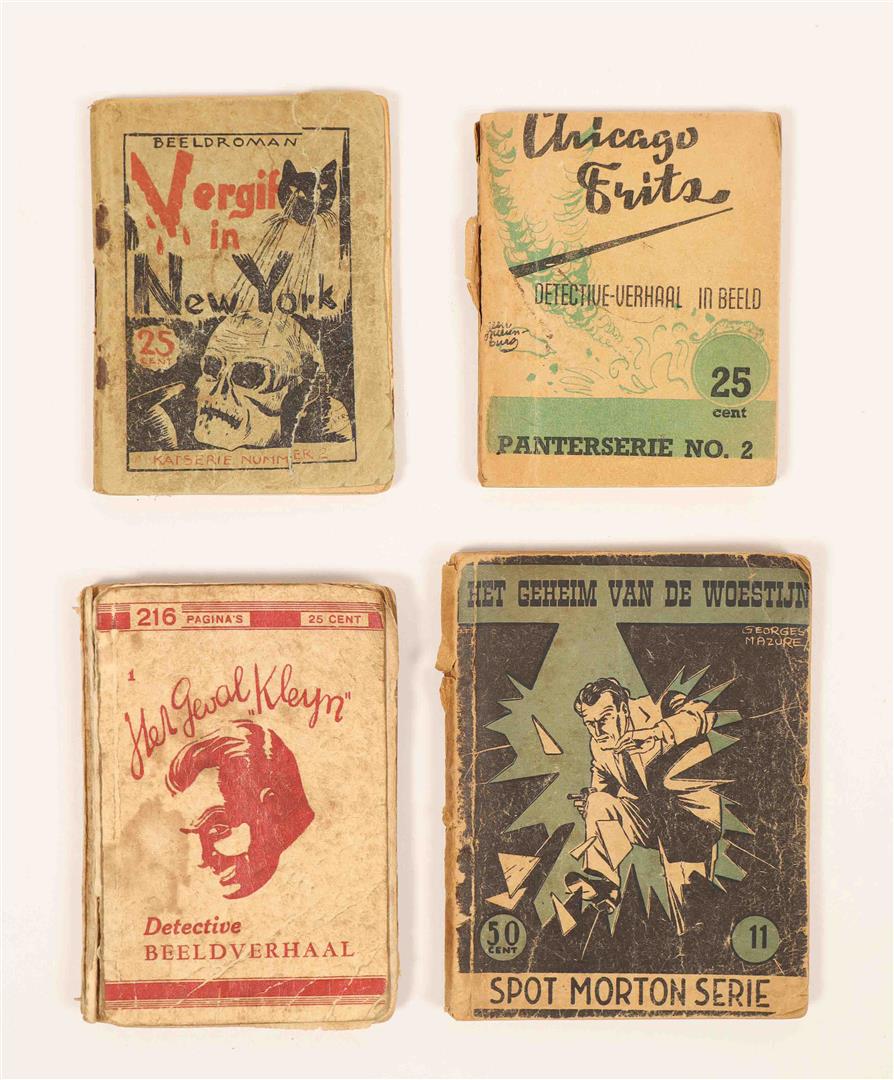 BEELDROMAN
Vergif
in
New York
25
CENT
KATSERIE NUMMER 2
Chicago
Frits
DETECTIVE-VERHAAL IN BEELD
25
cent
PANTERSERIE NO. 2
216 PAGINA'S 25 CENT
1
Het Geval
„Kleyn"
Detective
BEELDVERHAAL
HET GEHEIM VAN DE WOESTIJN
GEORGES
MAZURE
50
CENT
11
SPOT MORTON SERIE